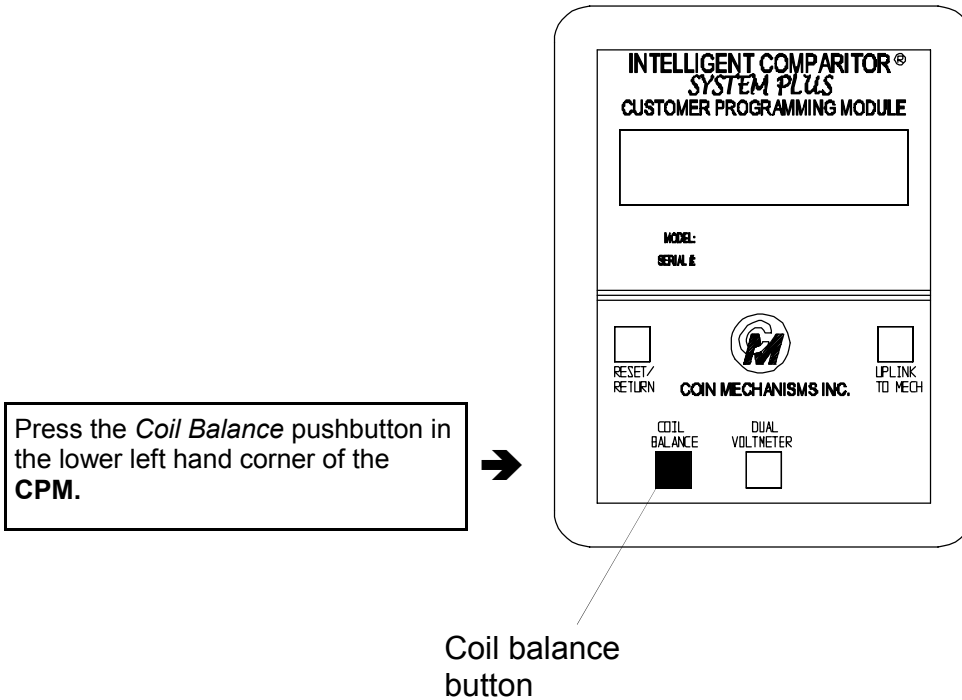 INTELLIGENT COMPARITOR ®
SYSTEM PLUS
CUSTOMER PROGRAMMING MODULE
MODEL:
SERIAL #:
RESET/
RETURN
CM
COIN MECHANISMS INC.
UPLINK
TO MECH
COIL
BALANCE
DUAL
VOLTMETER
Press the Coil Balance pushbutton in
the lower left hand corner of the
CPM.
Coil balance
button